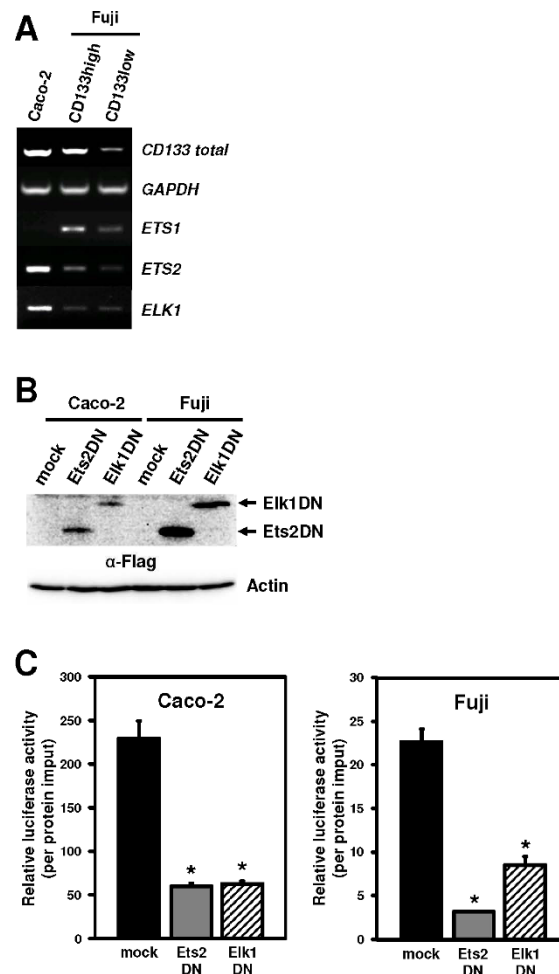 A
Fuji
Caco-2
CD133high
CD133low
CD133 total
GAPDH
ETS1
ETS2
ELK1
B
Caco-2
Fuji
mock
Ets2DN
Elk1DN
mock
Ets2DN
Elk1DN
Elk1DN
Ets2DN
α-Flag
Actin
C
Relative luciferase activity
(per protein imput)
300
250
200
150
100
50
0
Caco-2
*
*
mock
Ets2
DN
Elk1
DN
Relative luciferase activity
(per protein imput)
30
25
20
15
10
5
0
Fuji
*
*
mock
Ets2
DN
Elk1
DN